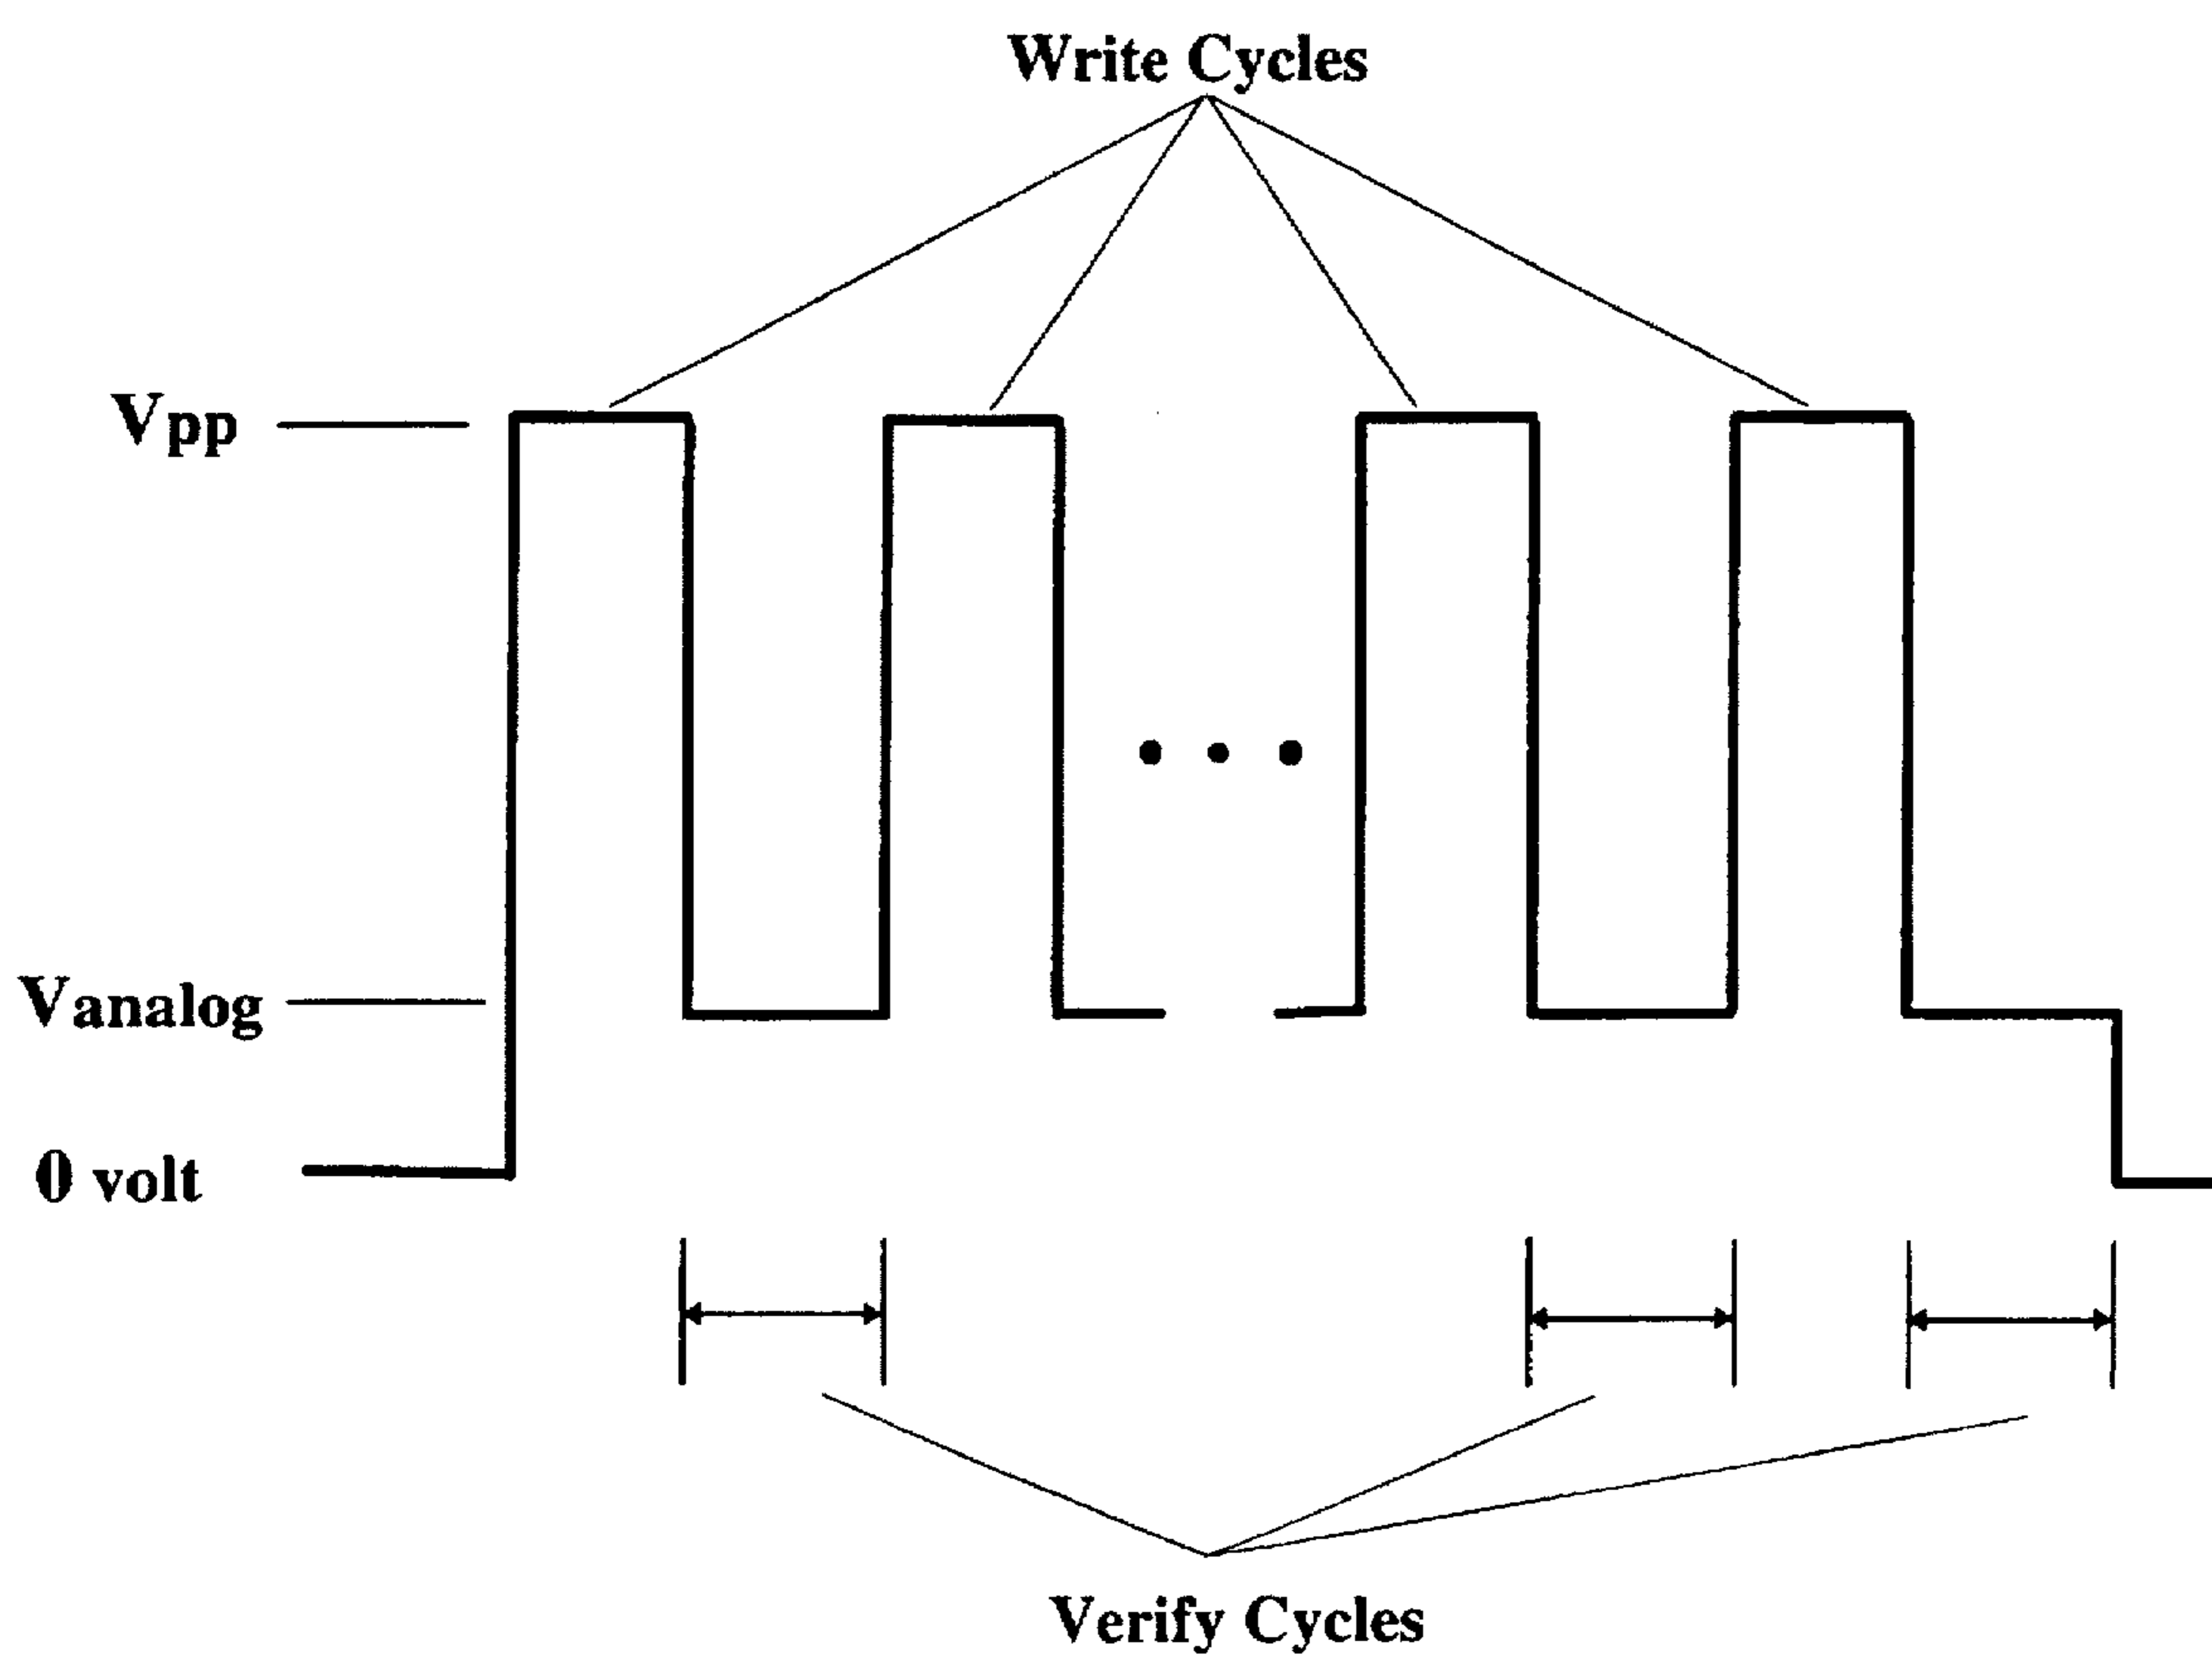 Write Cycles
Vpp
Vanalog
0 volt
Verify Cycles